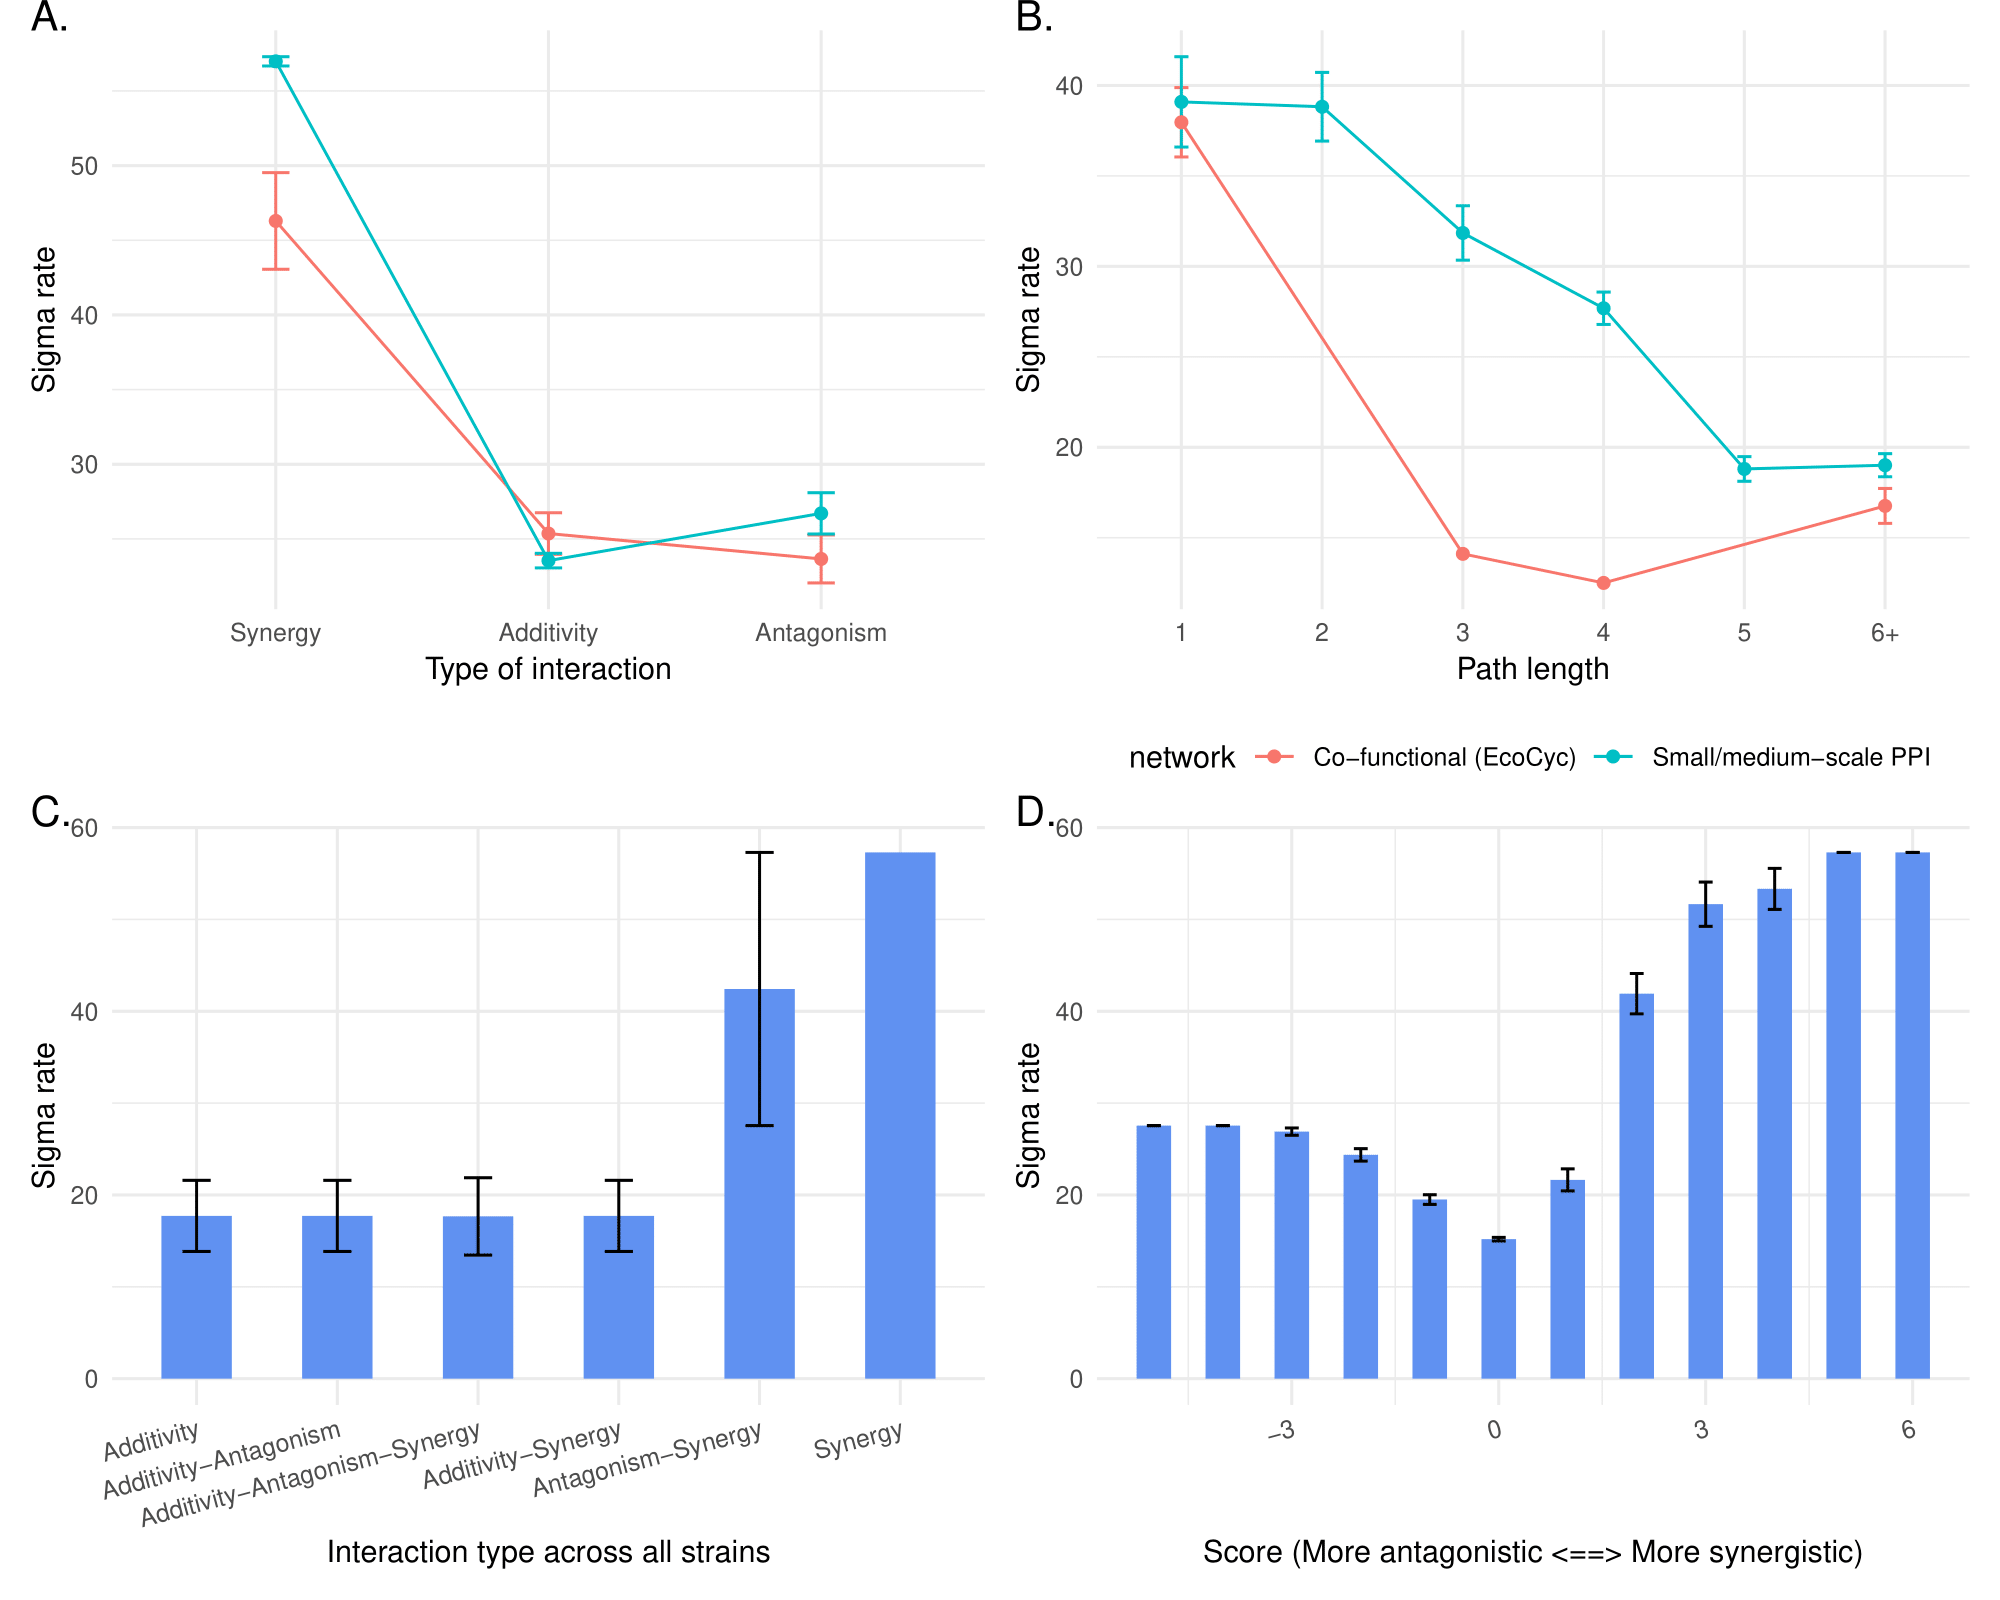 A.
Sigma rate
50
40
30
Synergy
Additivity
Antagonism
Type of interaction
B.
Sigma rate
40
30
20
1
2
3
4
5
6+
Path length
network
Co−functional (EcoCyc)
Small/medium−scale PPI
C.
Sigma rate
60
40
20
0
Additivity
Additivity−Antagonism
Additivity−Antagonism−Synergy
Additivity−Synergy
Antagonism−Synergy
Synergy
Interaction type across all strains
D.
Sigma rate
60
40
20
0
−3
0
3
6
Score (More antagonistic <==> More synergistic)